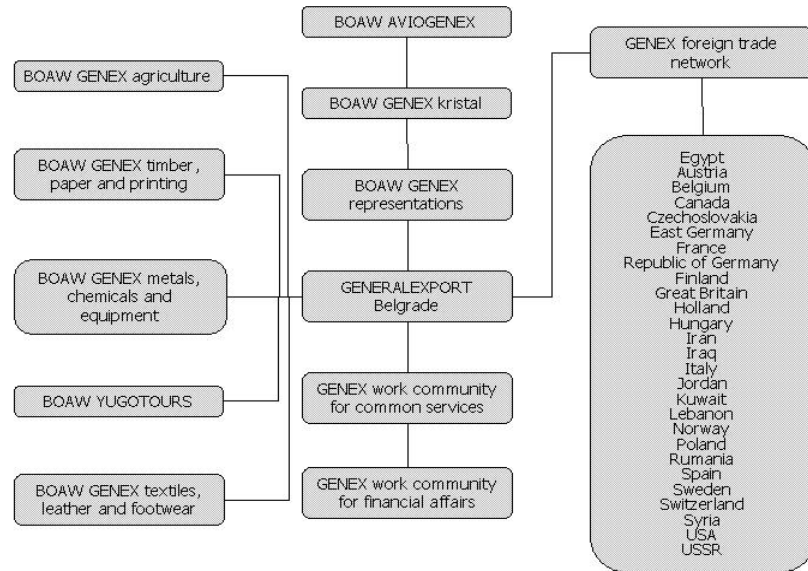 BOAW AVIOGENEX
BOAW GENEX kristal
BOAW GENEX
representations
GENERALEXPORT
Belgrade
GENEX work community
for common services
GENEX work community
for financial affairs
BOAW GENEX agriculture
BOAW GENEX timber,
paper and printing
BOAW GENEX metals,
chemicals and
equipment
BOAW YUGOTOURS
BOAW GENEX textiles,
leather and footwear
GENEX foreign trade
network
Egypt
Austria
Belgium
Canada
Czechoslovakia
East Germany
France
Republic of Germany
Finland
Great Britain
Holland
Hungary
Iran
Iraq
Italy
Jordan
Kuwait
Lebanon
Norway
Poland
Rumania
Spain
Sweden
Switzerland
Syria
USA
USSR